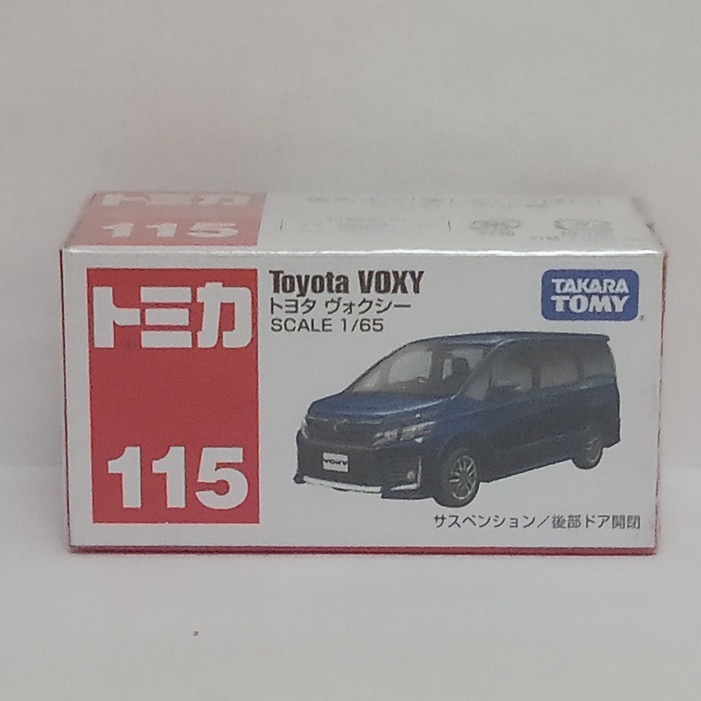 トミカ
115
トミカ
115
Toyota VOXY
トヨタ ヴォクシー
SCALE 1/65
TAKARA
TOMY
VOXY
サスペンション/後部ドア開閉